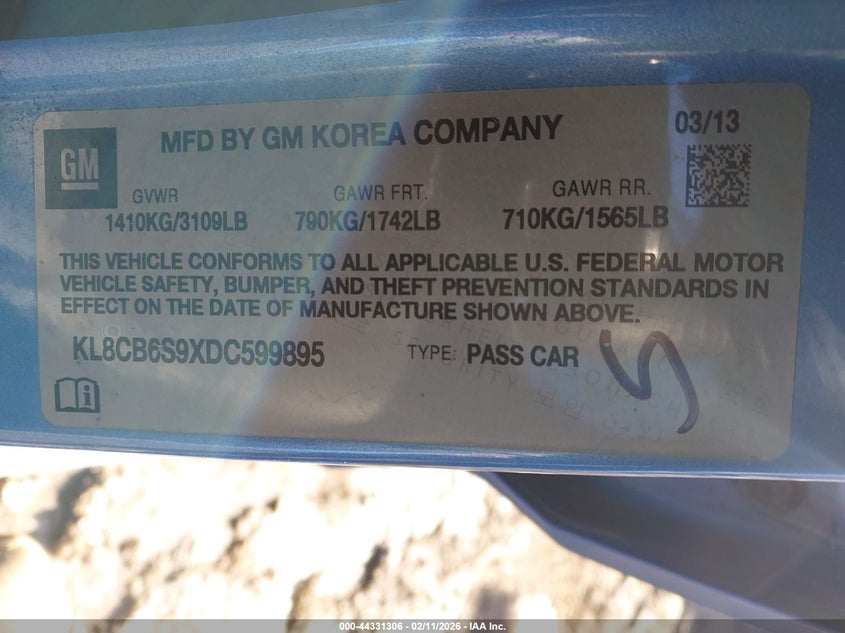 MFD BY GM KOREA COMPANY
03/13
GM
GVWR
GAWR FRT.
GAWR RR.
1410KG/3109LB
790KG/1742LB
710KG/1565LB
THIS VEHICLE CONFORMS TO ALL APPLICABLE U.S. FEDERAL MOTOR
VEHICLE SAFETY, BUMPER, AND THEFT PREVENTION STANDARDS IN
EFFECT ON THE DATE OF MANUFACTURE SHOWN ABOVE.
KL8CB6S9XDC599895
TYPE: PASS CAR
5
000-44331306 - 02/11/2026 - IAA Inc.